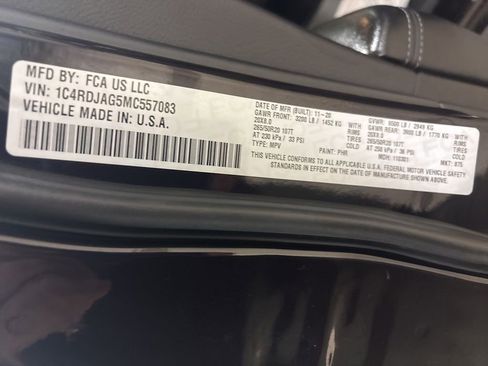 MFD BY: FCA US LLC
VIN: 1C4RDJAG5MC557083
VEHICLE MADE IN: U.S.A.
DATE OF MFR (BUILT): 11-20
GAWR FRONT: 3200 LB / 1452 KG WITH
20X8.0 RIMS
265/50R20 107T TIRES
AT 230 kPa / 33 PSI COLD
TYPE: MPV PAINT: PXR
GVWR: 6500 LB / 2949 KG
GAWR REAR: 3900 LB / 1770 KG WITH
20X8.0 RIMS
265/50R20 107T TIRES
AT 250 kPa / 36 PSI COLD
MDH: 110301 MKT: 875
THIS VEHICLE CONFORMS TO ALL APPLICABLE U.S.A. FEDERAL MOTOR VEHICLE SAFETY
STANDARDS IN EFFECT ON THE DATE OF MANUFACTURE SHOWN ABOVE.